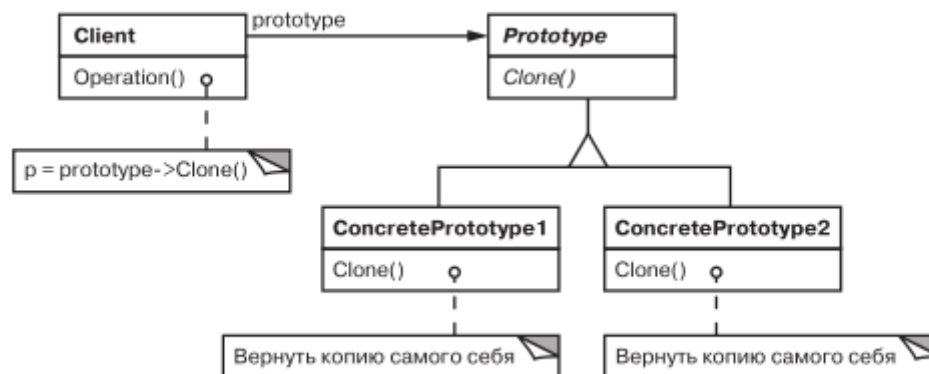 prototype
Client
Prototype
Operation()
Clone()
p = prototype->Clone()
ConcretePrototype1
ConcretePrototype2
Clone()
Clone()
Вернуть копию самого себя
Вернуть копию самого себя